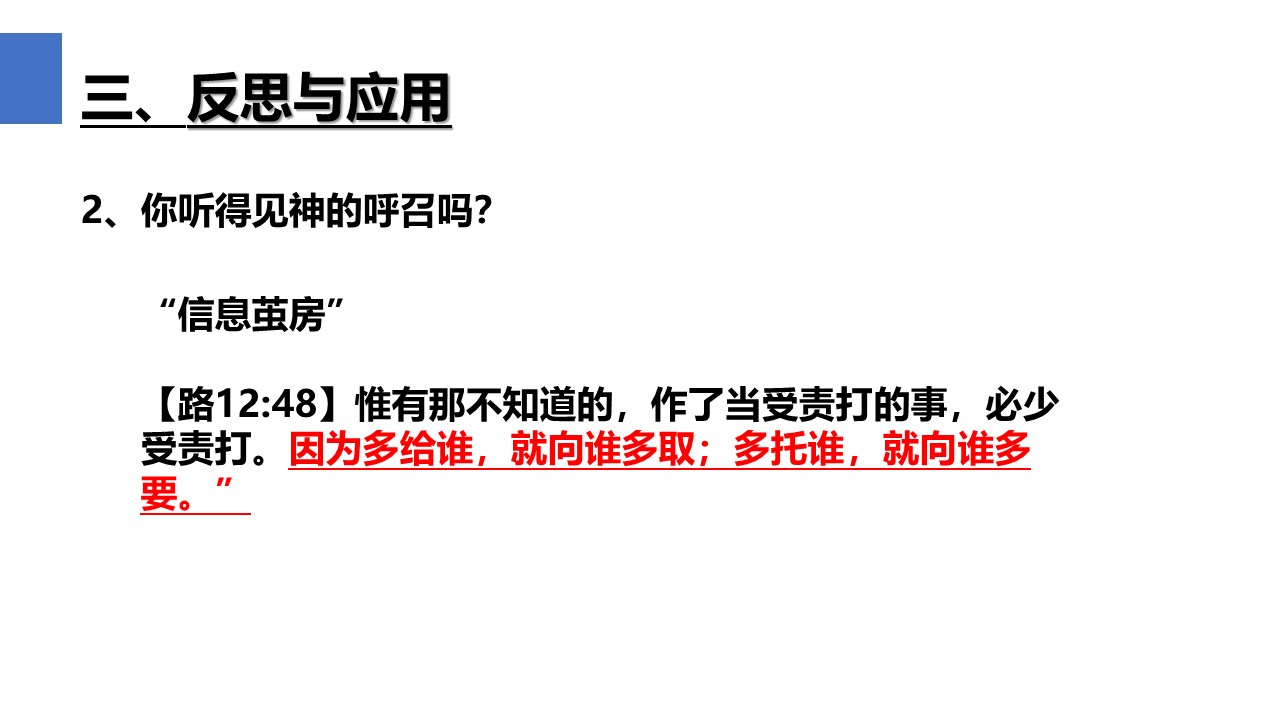 三、反思与应用
2、你听得见神的呼召吗？
“信息茧房”
【路12:48】惟有那不知道的，作了当受责打的事，必少
受责打。因为多给谁，就向谁多取；多托谁，就向谁多
要。”